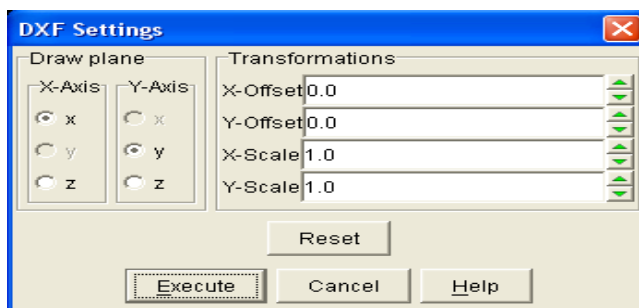 DXF Settings
Draw plane
X-Axis Y-Axis
x x
y y
z z
Transformations
X-Offset 0.0
Y-Offset 0.0
X-Scale 1.0
Y-Scale 1.0
Reset
Execute Cancel Help